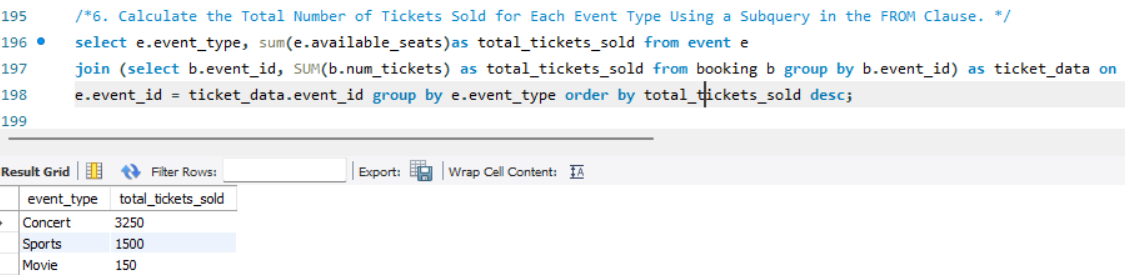 195 /*6. Calculate the Total Number of Tickets Sold for Each Event Type Using a Subquery in the FROM Clause. */
196 select e.event_type, sum(e.available_seats)as total_tickets_sold from event e
197 join (select b.event_id, SUM(b.num_tickets) as total_tickets_sold from booking b group by b.event_id) as ticket_data on
198 e.event_id = ticket_data.event_id group by e.event_type order by total_tickets_sold desc;
199
Result Grid Filter Rows: Export: Wrap Cell Content:
event_type total_tickets_sold
Concert 3250
Sports 1500
Movie 150